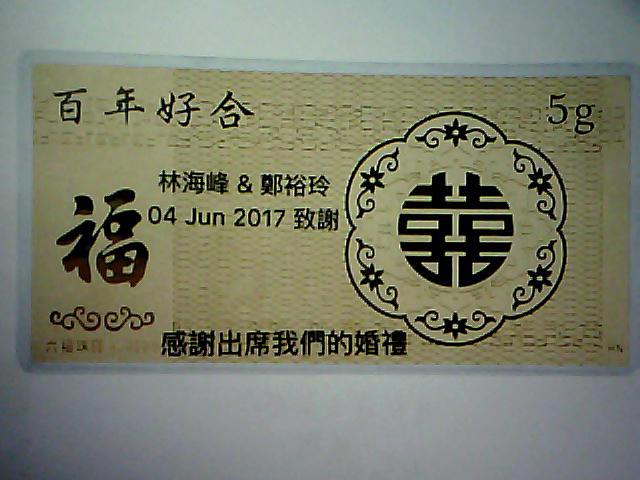 百年好合
5g
林海峰 & 鄭裕玲
04 Jun 2017 致謝
福
囍
感謝出席我們的婚禮